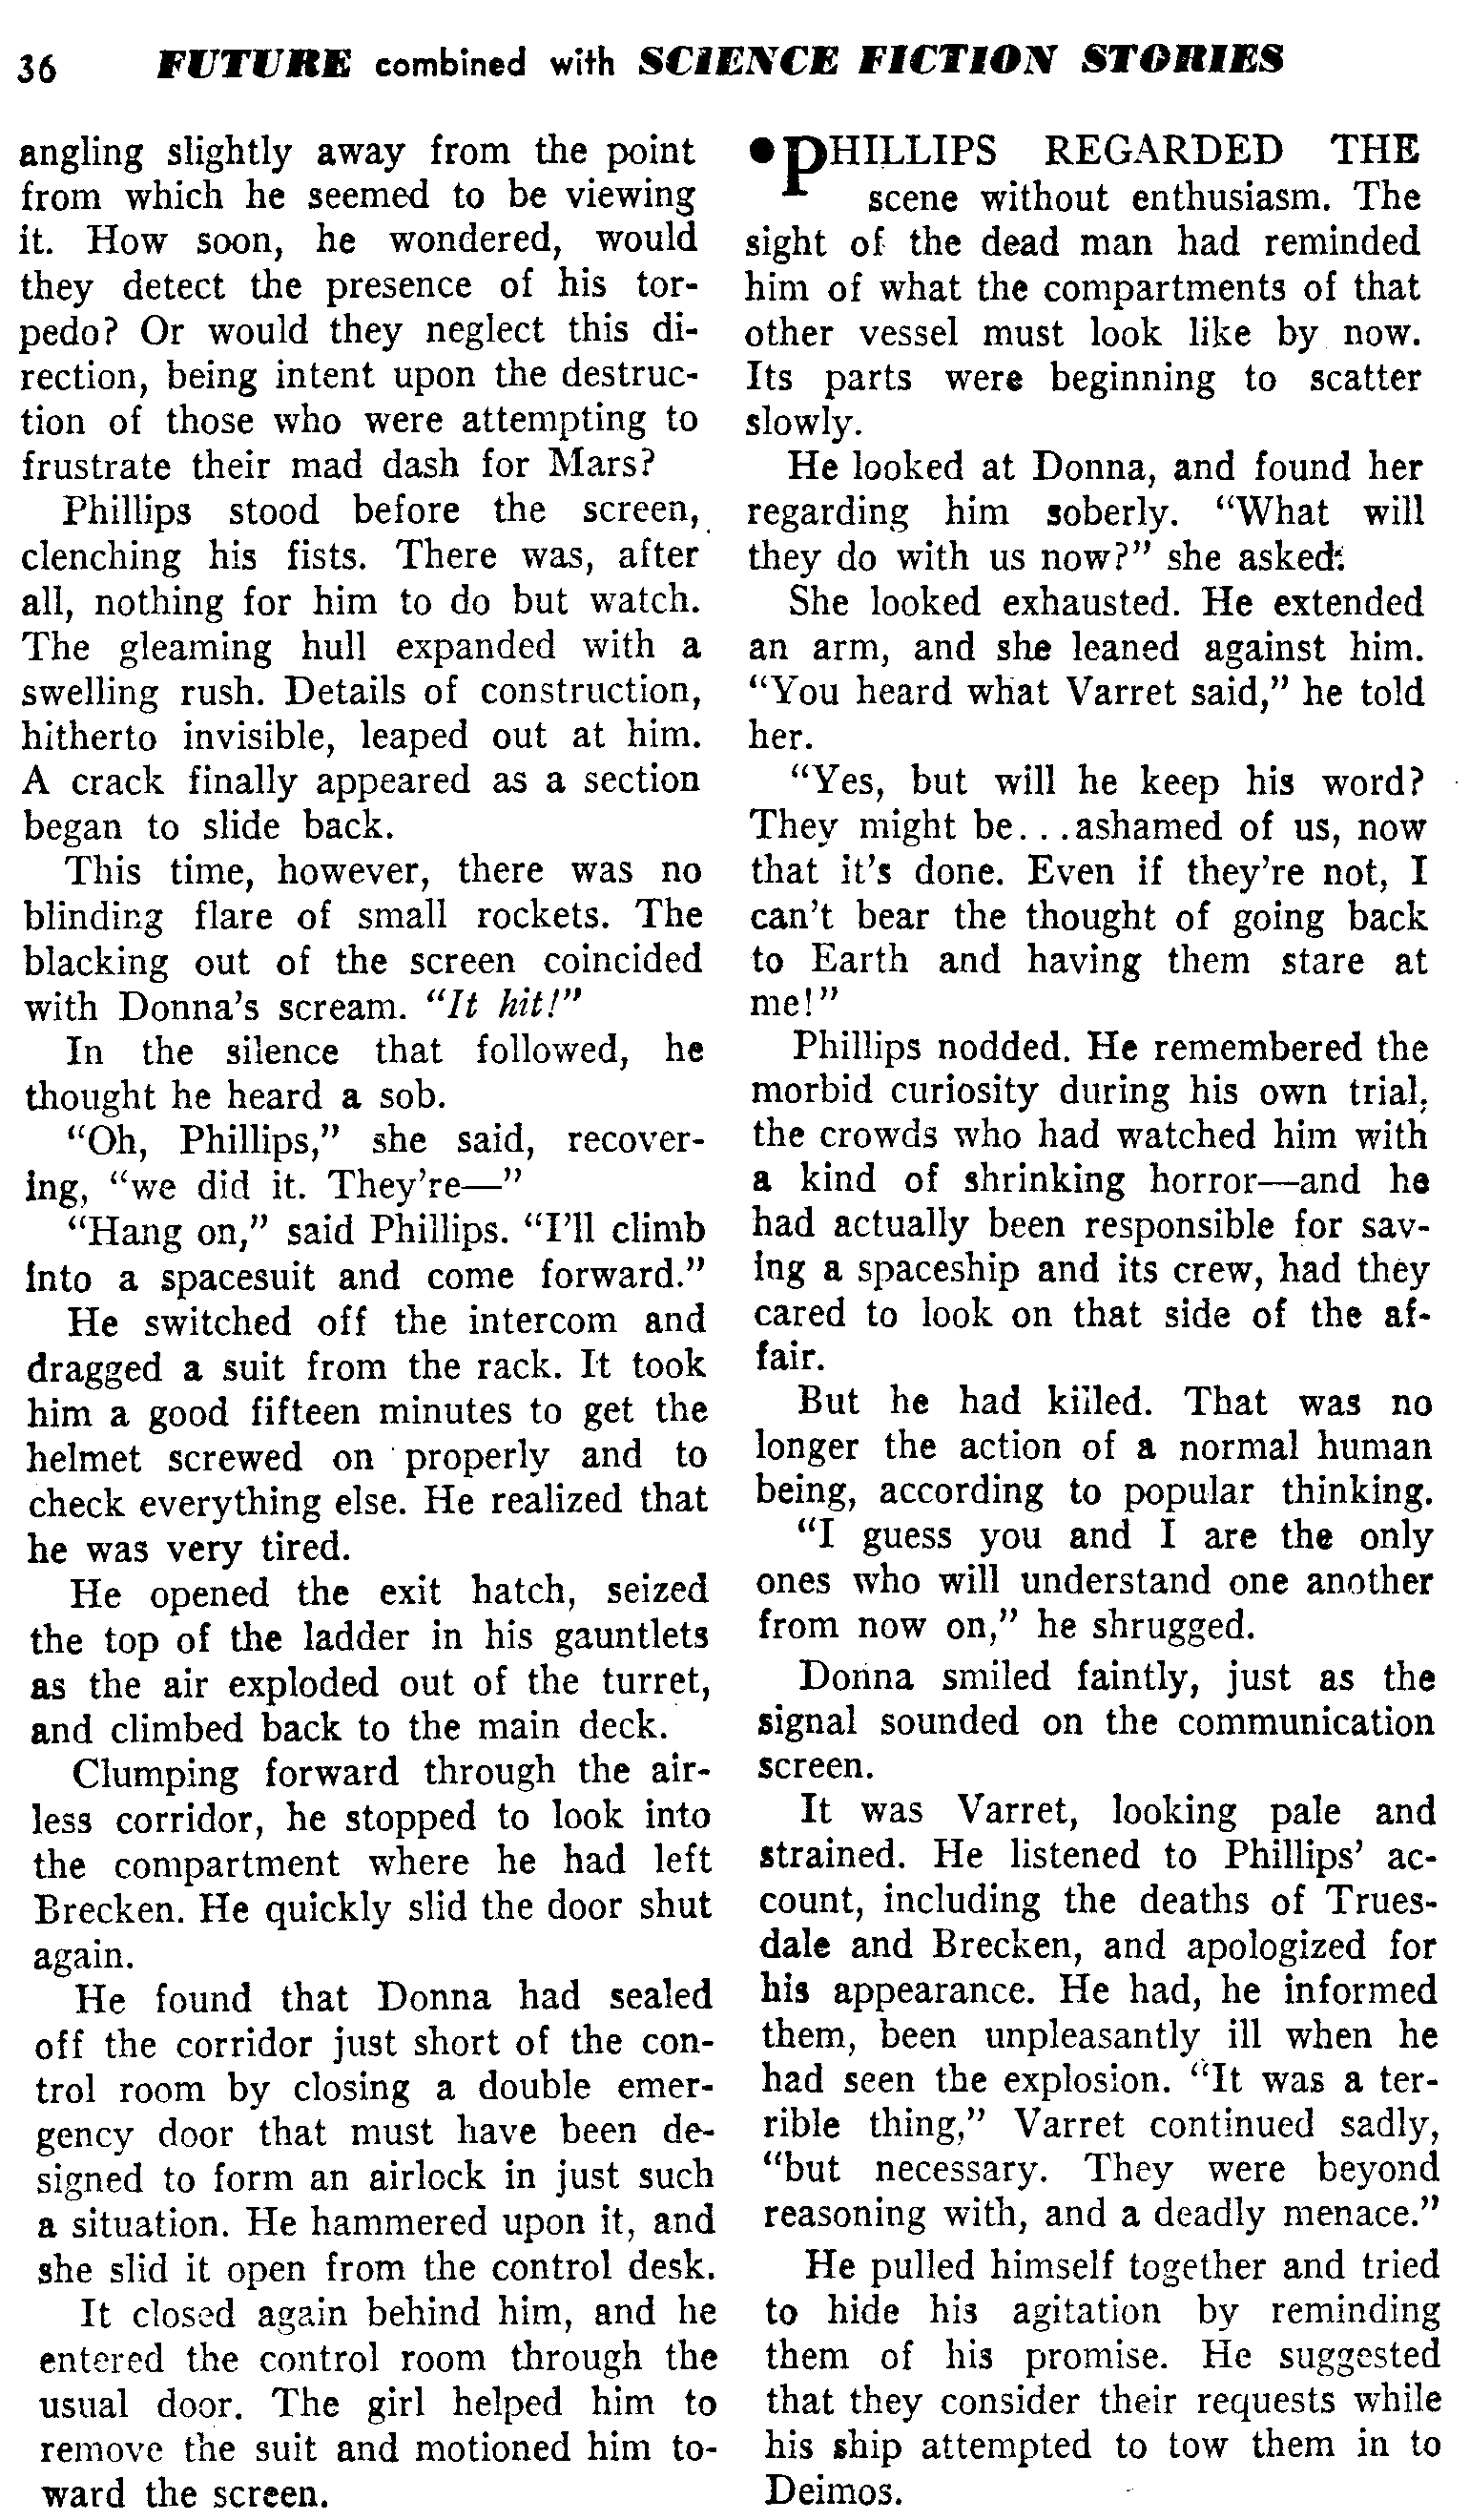 36 FUTURE combined with SCIENCE FICTION STORIES
angling slightly away from the point
from which he seemed to be viewing
it. How soon, he wondered, would
they detect the presence of his tor-
pedo? Or would they neglect this di-
rection, being intent upon the destruc-
tion of those who were attempting to
frustrate their mad dash for Mars?
Phillips stood before the screen,
clenching his fists. There was, after
all, nothing for him to do but watch.
The gleaming hull expanded with a
swelling rush. Details of construction,
hitherto invisible, leaped out at him.
A crack finally appeared as a section
began to slide back.
This time, however, there was no
blinding flare of small rockets. The
blacking out of the screen coincided
with Donna's scream. "It hit!"
In the silence that followed, he
thought he heard a sob.
"Oh, Phillips," she said, recover-
ing, "we did it. They're—"
"Hang on," said Phillips. "I'll climb
into a spacesuit and come forward."
He switched off the intercom and
dragged a suit from the rack. It took
him a good fifteen minutes to get the
helmet screwed on properly and to
check everything else. He realized that
he was very tired.
He opened the exit hatch, seized
the top of the ladder in his gauntlets
as the air exploded out of the turret,
and climbed back to the main deck.
Clumping forward through the air-
less corridor, he stopped to look into
the compartment where he had left
Brecken. He quickly slid the door shut
again.
He found that Donna had sealed
off the corridor just short of the con-
trol room by closing a double emer-
gency door that must have been de-
signed to form an airlock in just such
a situation. He hammered upon it, and
she slid it open from the control desk.
It closed again behind him, and he
entered the control room through the
usual door. The girl helped him to
remove the suit and motioned him to-
ward the screen.
•PHILLIPS REGARDED THE
scene without enthusiasm. The
sight of the dead man had reminded
him of what the compartments of that
other vessel must look like by now.
Its parts were beginning to scatter
slowly.
He looked at Donna, and found her
regarding him soberly. "What will
they do with us now?" she asked.
She looked exhausted. He extended
an arm, and she leaned against him.
"You heard what Varret said," he told
her.
"Yes, but will he keep his word?
They might be...ashamed of us, now
that it's done. Even if they're not, I
can't bear the thought of going back
to Earth and having them stare at
me!"
Phillips nodded. He remembered the
morbid curiosity during his own trial,
the crowds who had watched him with
a kind of shrinking horror—and he
had actually been responsible for sav-
ing a spaceship and its crew, had they
cared to look on that side of the af-
fair.
But he had killed. That was no
longer the action of a normal human
being, according to popular thinking.
"I guess you and I are the only
ones who will understand one another
from now on," he shrugged.
Donna smiled faintly, just as the
signal sounded on the communication
screen.
It was Varret, looking pale and
strained. He listened to Phillips' ac-
count, including the deaths of Trues-
dale and Brecken, and apologized for
his appearance. He had, he informed
them, been unpleasantly ill when he
had seen the explosion. "It was a ter-
rible thing," Varret continued sadly,
"but necessary. They were beyond
reasoning with, and a deadly menace."
He pulled himself together and tried
to hide his agitation by reminding
them of his promise. He suggested
that they consider their requests while
his ship attempted to tow them in to
Deimos.